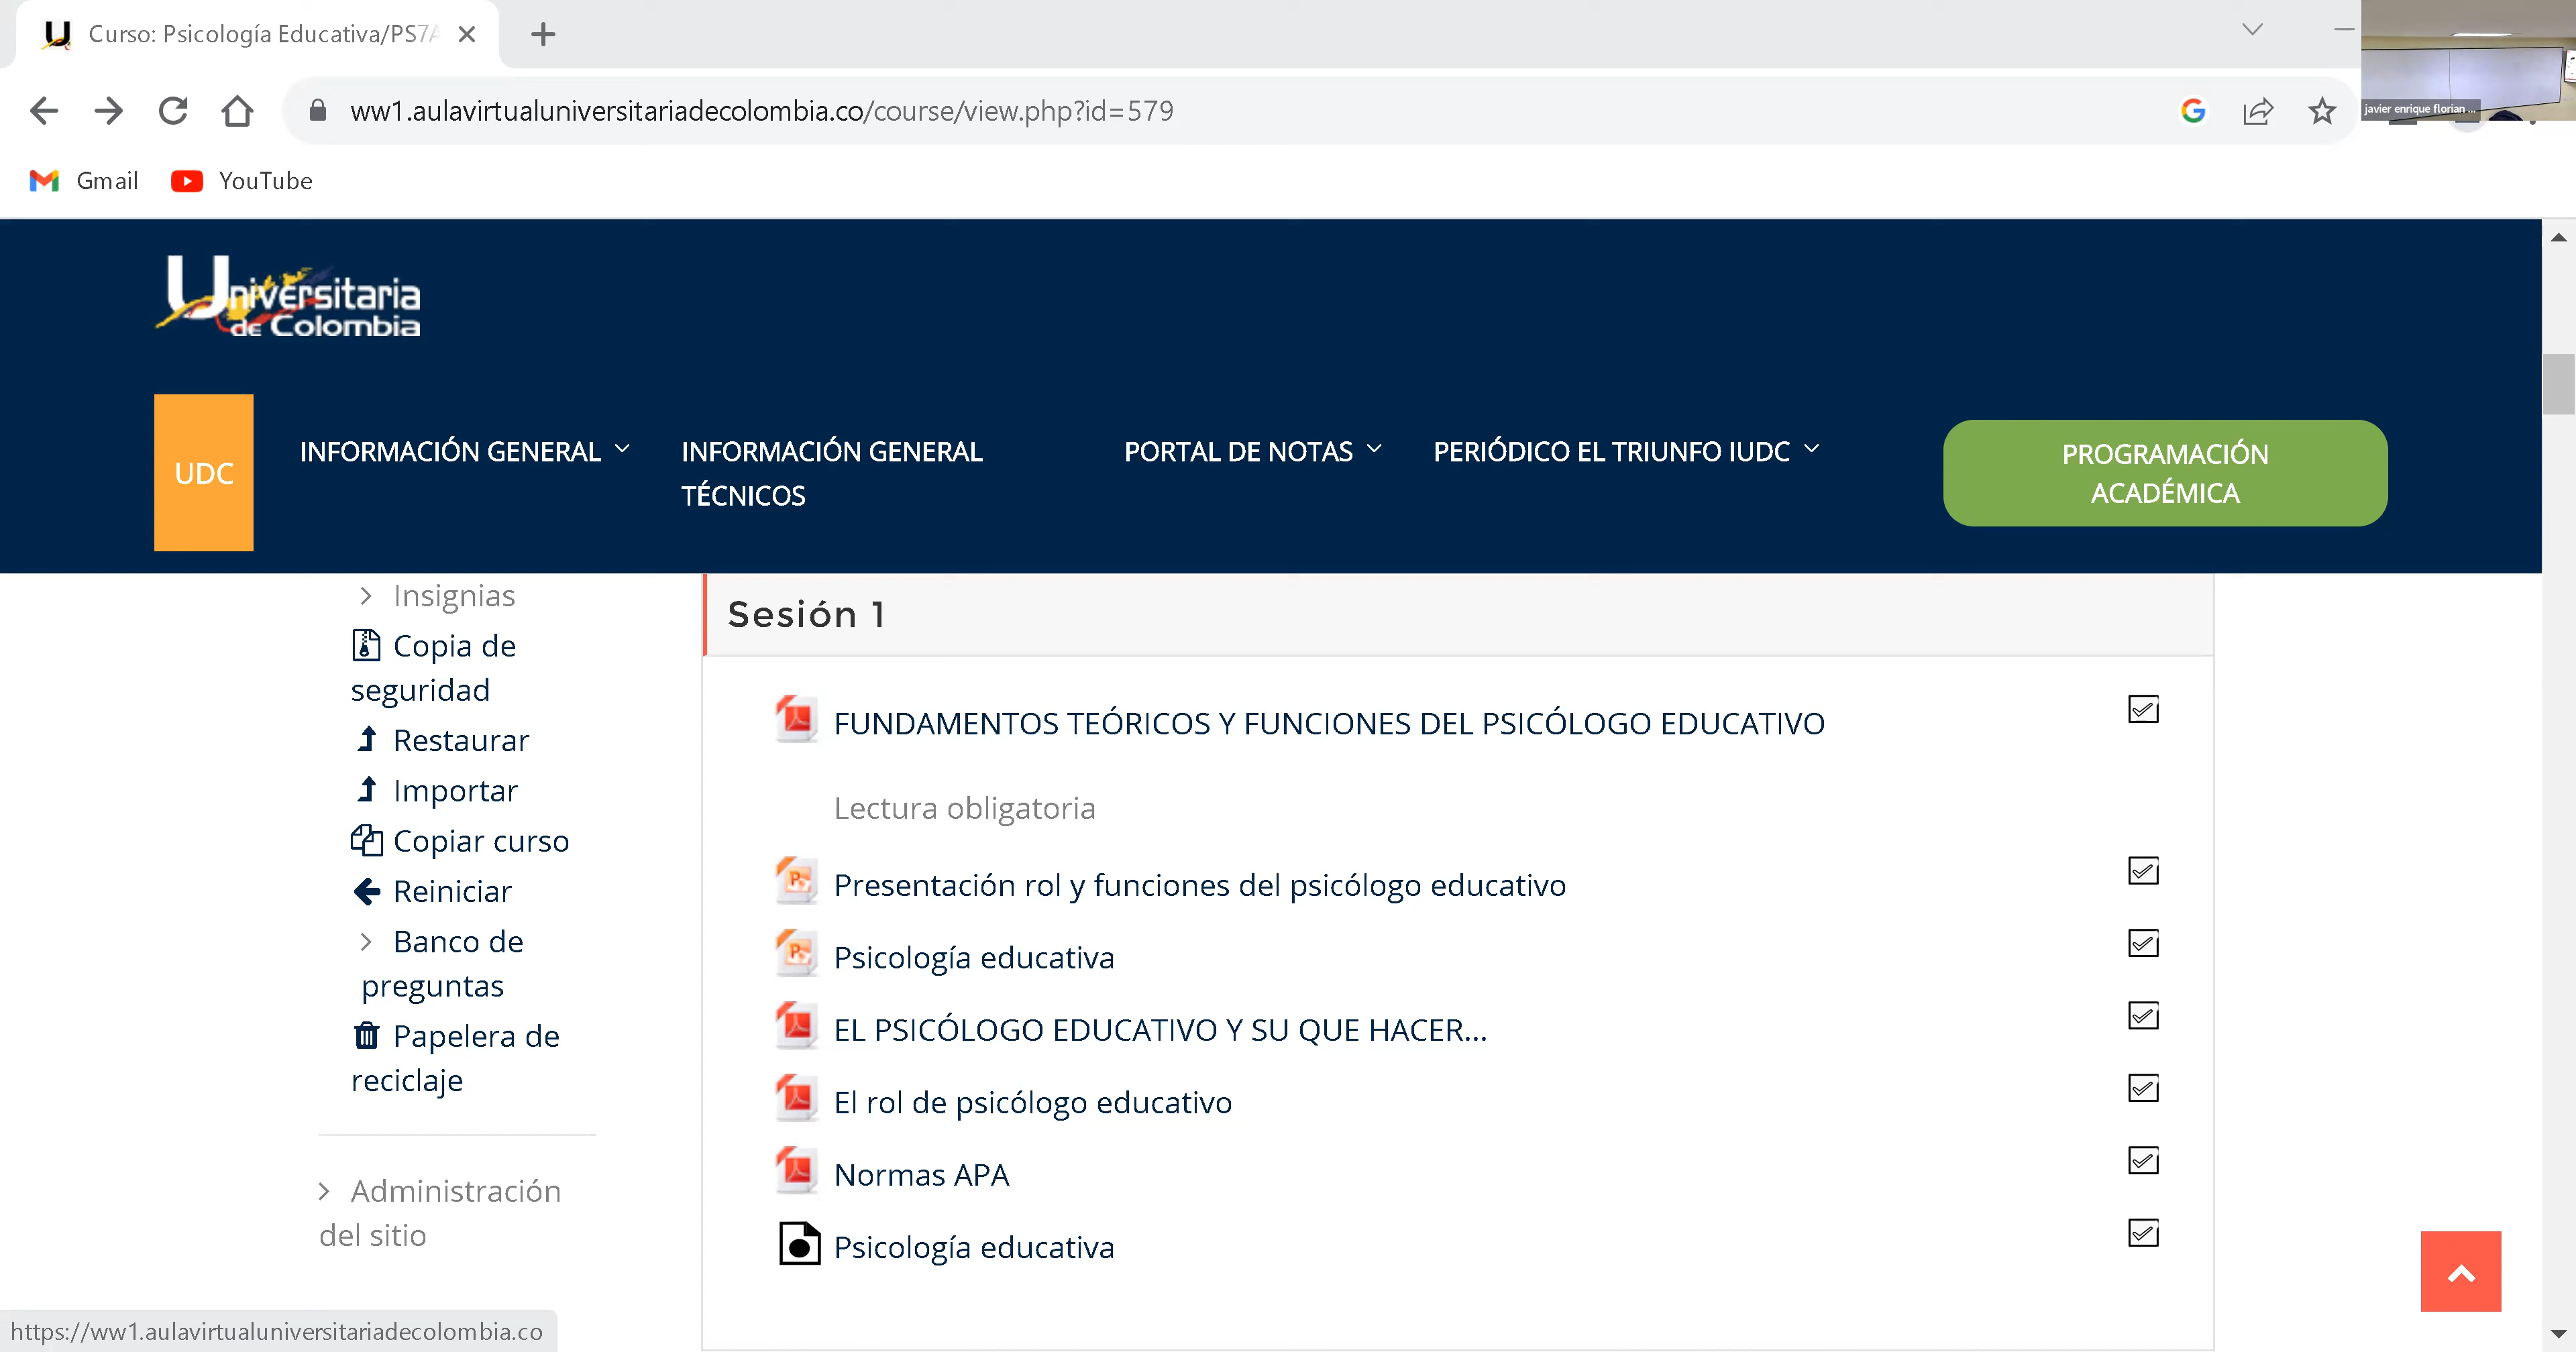 Curso: Psicología Educativa/PS7A
javier enrique florian ...
ww1.aulavirtualuniversitariadecolombia.co/course/view.php?id=579
Gmail
YouTube
Universitaria
de Colombia
UDC
INFORMACIÓN GENERAL
INFORMACIÓN GENERAL
TÉCNICOS
PORTAL DE NOTAS
PERIÓDICO EL TRIUNFO IUDC
PROGRAMACIÓN
ACADÉMICA
Insignias
Copia de
seguridad
Restaurar
Importar
Copiar curso
Reiniciar
Banco de
preguntas
Papelera de
reciclaje
Administración
del sitio
Sesión 1
FUNDAMENTOS TEÓRICOS Y FUNCIONES DEL PSICÓLOGO EDUCATIVO
Lectura obligatoria
Presentación rol y funciones del psicólogo educativo
Psicología educativa
EL PSICÓLOGO EDUCATIVO Y SU QUE HACER...
El rol de psicólogo educativo
Normas APA
Psicología educativa
https://ww1.aulavirtualuniversitariadecolombia.co